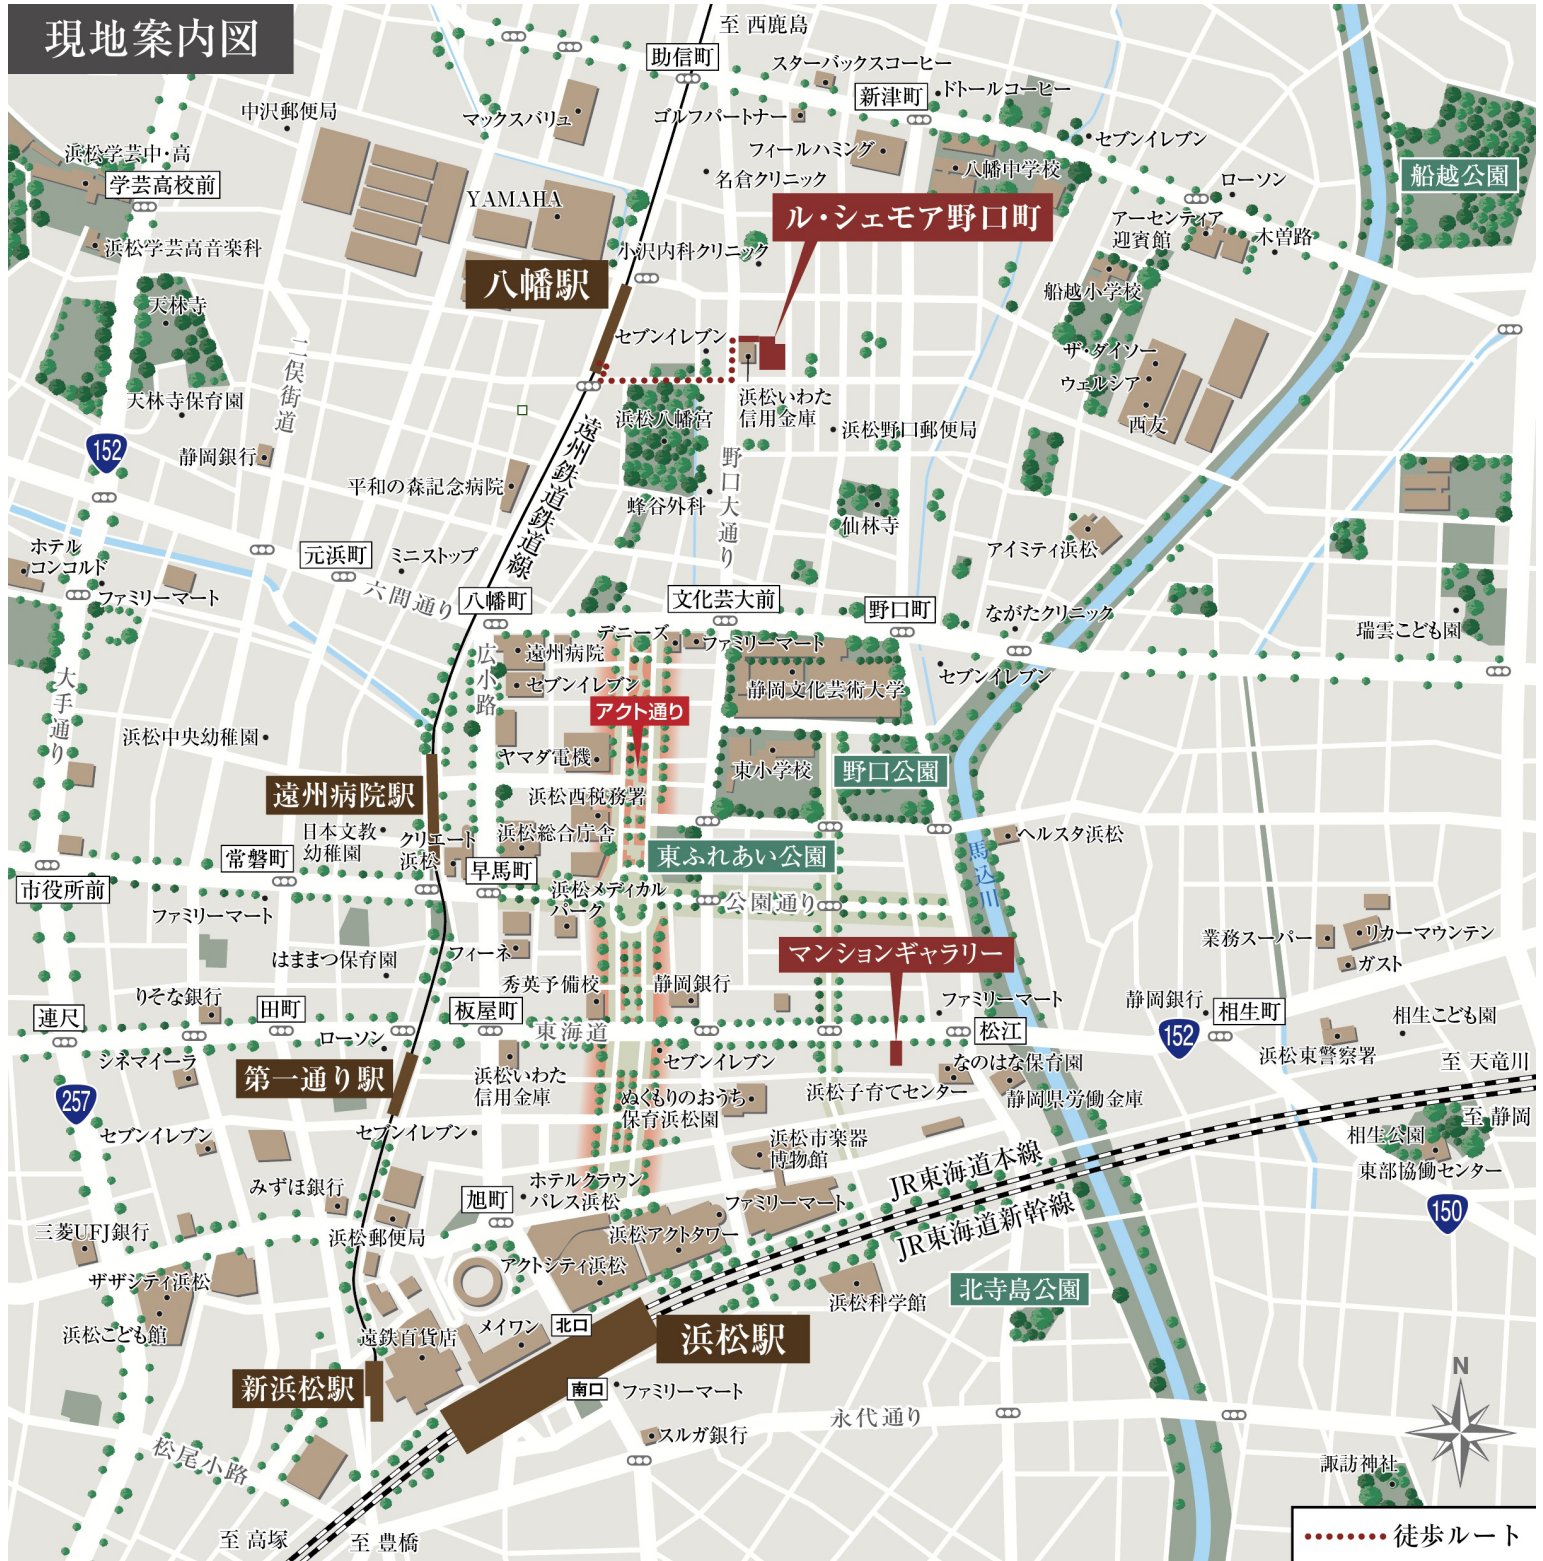 現地案内図
至 西鹿島
助信町
スターバックスコーヒー
新津町
ドトールコーヒー
中沢郵便局
マックスバリュ
ゴルフパートナー
セブンイレブン
浜松学芸中・高
学芸高校前
フィールハミング
八幡中学校
名倉クリニック
船越公園
ローソン
YAMAHA
ル・シェモア野口町
アーセンティア
迎賓館
木曽路
浜松学芸高音楽科
小沢内科クリニック
八幡駅
船越小学校
天林寺
セブンイレブン
二俣街道
ザ・ダイソー
ウェルシア
西友
天林寺保育園
浜松いわた
信用金庫
浜松八幡宮
浜松野口郵便局
152
静岡銀行
遠州鉄道鉄道線
野口大通り
平和の森記念病院
蜂谷外科
仙林寺
アイミティ浜松
ホテル
コンコルド
元浜町
ミニストップ
六間通り
ファミリーマート
八幡町
文化芸大前
野口町
ながたクリニック
瑞雲こども園
デニーズ
ファミリーマート
広小路
遠州病院
セブンイレブン
静岡文化芸術大学
セブンイレブン
大手通り
アクト通り
浜松中央幼稚園
ヤマダ電機
東小学校
野口公園
遠州病院駅
浜松西税務署
日本文教
幼稚園
クリエート
浜松
浜松総合庁舎
ヘルスタ浜松
馬込川
常磐町
早馬町
東ふれあい公園
市役所前
浜松メディカル
パーク
公園通り
ファミリーマート
マンションギャラリー
業務スーパー
リカーマウンテン
ガスト
はままつ保育園
フィーネ
秀英予備校
静岡銀行
りそな銀行
連尺
田町
板屋町
東海道
ファミリーマート
松江
静岡銀行
相生町
152
相生こども園
ローソン
浜松東警察署
シネマイーラ
第一通り駅
浜松いわた
信用金庫
セブンイレブン
なのはな保育園
至 天竜川
257
ぬくもりのおうち
保育浜松園
浜松子育てセンター
静岡県労働金庫
至 静岡
セブンイレブン
セブンイレブン
浜松市楽器
博物館
相生公園
東部協働センター
JR東海道本線
みずほ銀行
旭町
ホテルクラウン
パレス浜松
ファミリーマート
JR東海道新幹線
150
三菱UFJ銀行
浜松郵便局
浜松アクトタワー
ザザシティ浜松
アクトシティ浜松
浜松科学館
北寺島公園
浜松こども館
遠鉄百貨店
メイワン
北口
浜松駅
新浜松駅
南口
ファミリーマート
N
永代通り
スルガ銀行
松尾小路
諏訪神社
至 高塚
至 豊橋
徒歩ルート